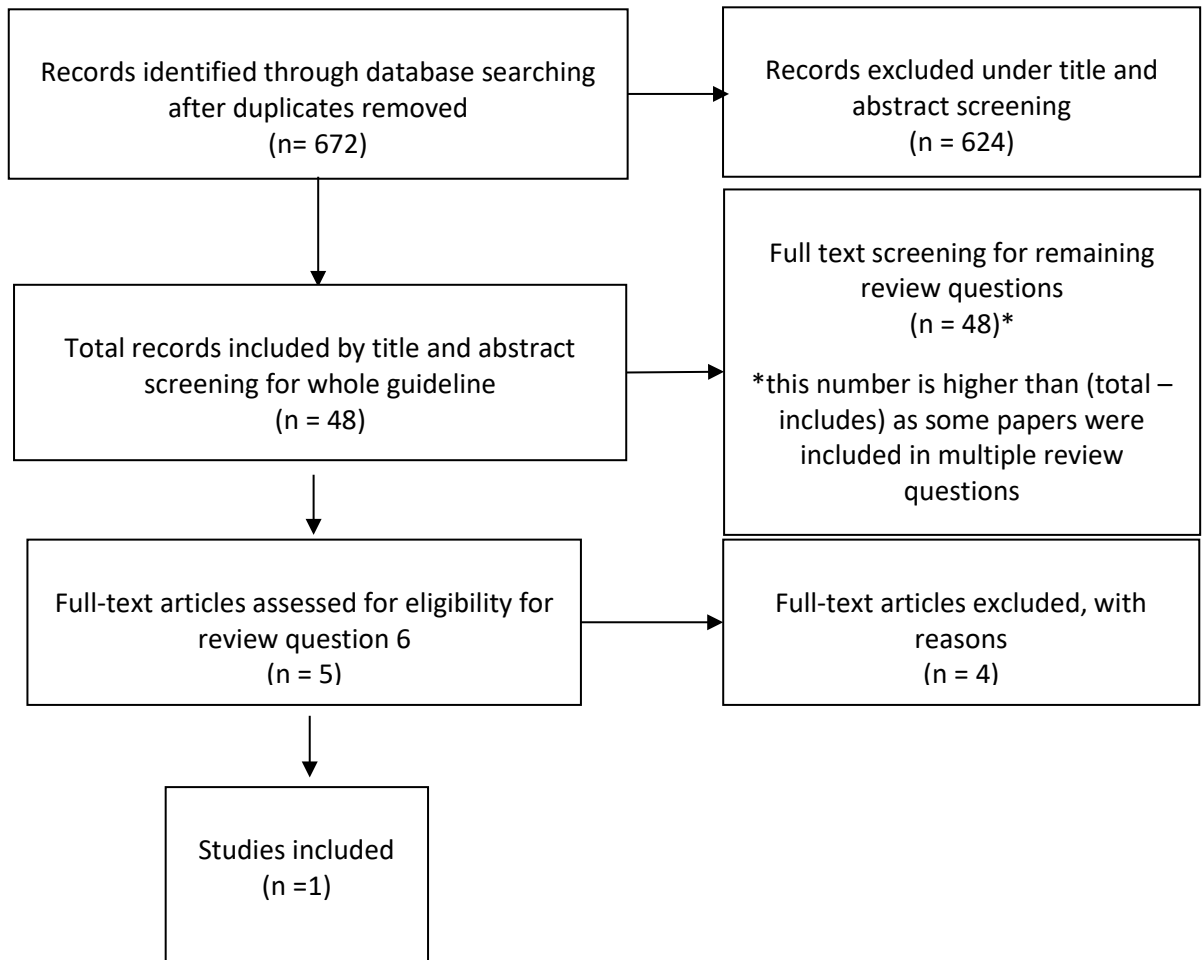 Records identified through database searching
after duplicates removed
(n= 672)
Records excluded under title and
abstract screening
(n = 624)
Total records included by title and abstract
screening for whole guideline
(n = 48)
Full text screening for remaining
review questions
(n = 48)*
*this number is higher than (total –
includes) as some papers were
included in multiple review
questions
Full-text articles assessed for eligibility for
review question 6
(n = 5)
Full-text articles excluded, with
reasons
(n = 4)
Studies included
(n =1)